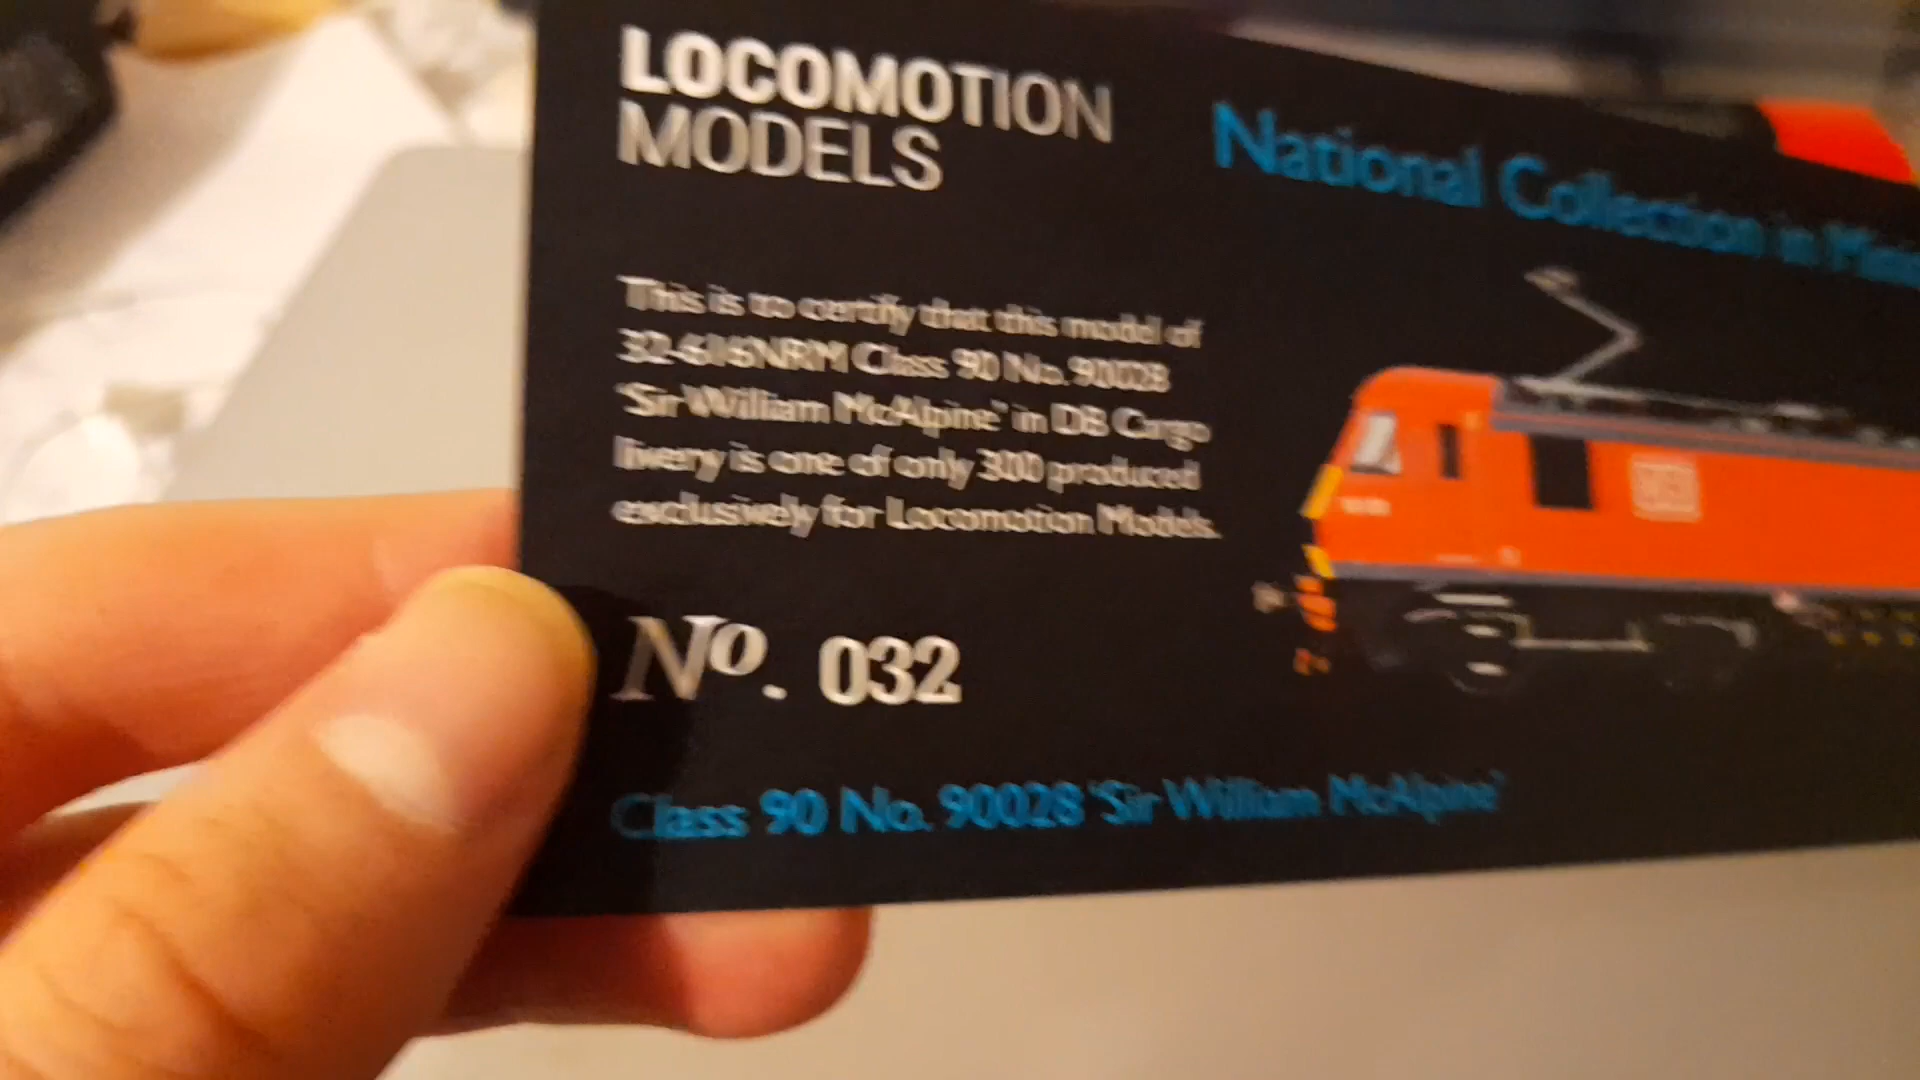 LOCOMOTION
MODELS
National Collection in
This is to certify that this model of
32-616NRM Class 90 No. 90028
'Sir William McAlpine' in DB Cargo
livery is one of only 300 produced
exclusively for Locomotion Models.
No. 032
Class 90 No. 90028 'Sir William McAlpine'